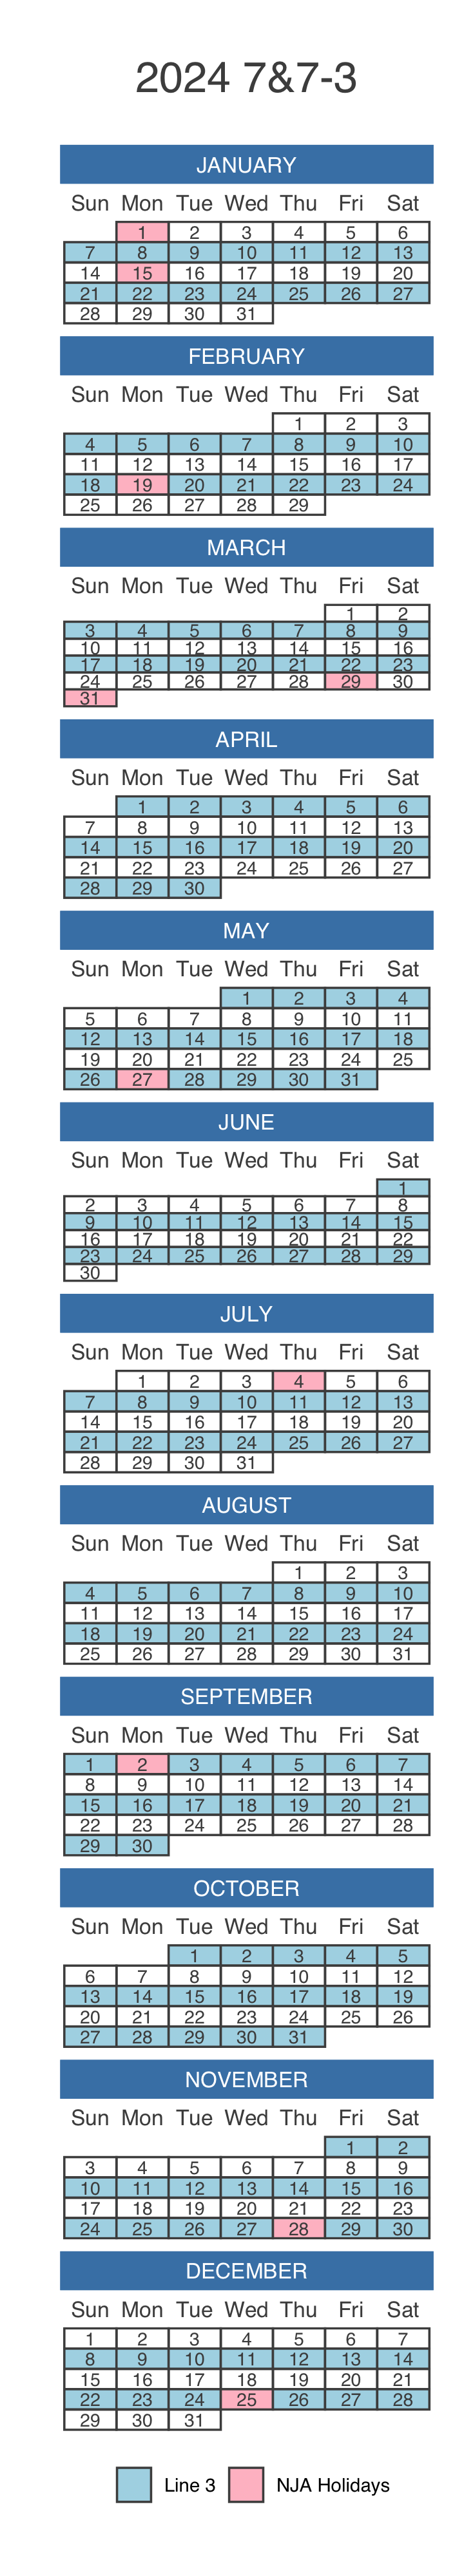 2024 7&7-3
JANUARY
Sun Mon Tue Wed Thu Fri Sat
1 2 3 4 5 6
7 8 9 10 11 12 13
14 15 16 17 18 19 20
21 22 23 24 25 26 27
28 29 30 31
FEBRUARY
Sun Mon Tue Wed Thu Fri Sat
1 2 3
4 5 6 7 8 9 10
11 12 13 14 15 16 17
18 19 20 21 22 23 24
25 26 27 28 29
MARCH
Sun Mon Tue Wed Thu Fri Sat
1 2
3 4 5 6 7 8 9
10 11 12 13 14 15 16
17 18 19 20 21 22 23
24 25 26 27 28 29 30
31
APRIL
Sun Mon Tue Wed Thu Fri Sat
1 2 3 4 5 6
7 8 9 10 11 12 13
14 15 16 17 18 19 20
21 22 23 24 25 26 27
28 29 30
MAY
Sun Mon Tue Wed Thu Fri Sat
1 2 3 4
5 6 7 8 9 10 11
12 13 14 15 16 17 18
19 20 21 22 23 24 25
26 27 28 29 30 31
JUNE
Sun Mon Tue Wed Thu Fri Sat
1
2 3 4 5 6 7 8
9 10 11 12 13 14 15
16 17 18 19 20 21 22
23 24 25 26 27 28 29
30
JULY
Sun Mon Tue Wed Thu Fri Sat
1 2 3 4 5 6
7 8 9 10 11 12 13
14 15 16 17 18 19 20
21 22 23 24 25 26 27
28 29 30 31
AUGUST
Sun Mon Tue Wed Thu Fri Sat
1 2 3
4 5 6 7 8 9 10
11 12 13 14 15 16 17
18 19 20 21 22 23 24
25 26 27 28 29 30 31
SEPTEMBER
Sun Mon Tue Wed Thu Fri Sat
1 2 3 4 5 6 7
8 9 10 11 12 13 14
15 16 17 18 19 20 21
22 23 24 25 26 27 28
29 30
OCTOBER
Sun Mon Tue Wed Thu Fri Sat
1 2 3 4 5
6 7 8 9 10 11 12
13 14 15 16 17 18 19
20 21 22 23 24 25 26
27 28 29 30 31
NOVEMBER
Sun Mon Tue Wed Thu Fri Sat
1 2
3 4 5 6 7 8 9
10 11 12 13 14 15 16
17 18 19 20 21 22 23
24 25 26 27 28 29 30
DECEMBER
Sun Mon Tue Wed Thu Fri Sat
1 2 3 4 5 6 7
8 9 10 11 12 13 14
15 16 17 18 19 20 21
22 23 24 25 26 27 28
29 30 31
Line 3 NJA Holidays